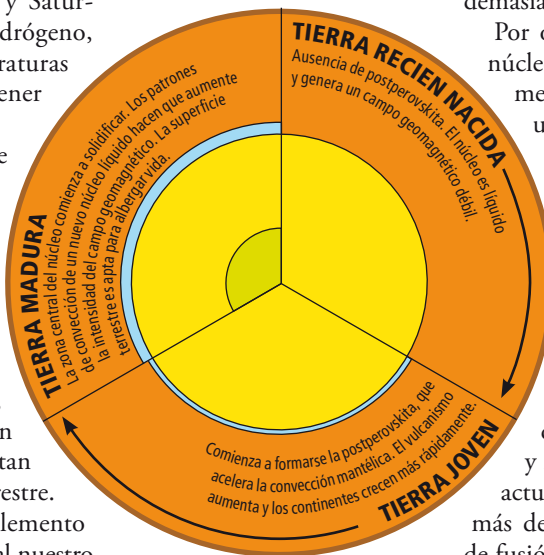 y Satur-
drógeno,
raturas
ener
e
n
tan
restre.
lemento
al nuestro
TIERRA RECIEN NACIDA
Ausencia de postperovskita. El núcleo es líquido
y genera un campo geomagnético débil.
TIERRA JOVEN
Comienza a formarse la postperovskita, que
acelera la convección mantélica. El vulcanismo
aumenta y los continentes crecen más rápidamente.
TIERRA MADURA
La zona central del núcleo comienza a solidificar. Los patrones
de convección de un nuevo núcleo líquido hacen que aumente
la intensidad del campo geomagnético. La superficie
terrestre es apta para albergar vida.
demasia
Por
núcle
me
u
y
actu
más de
de fusió